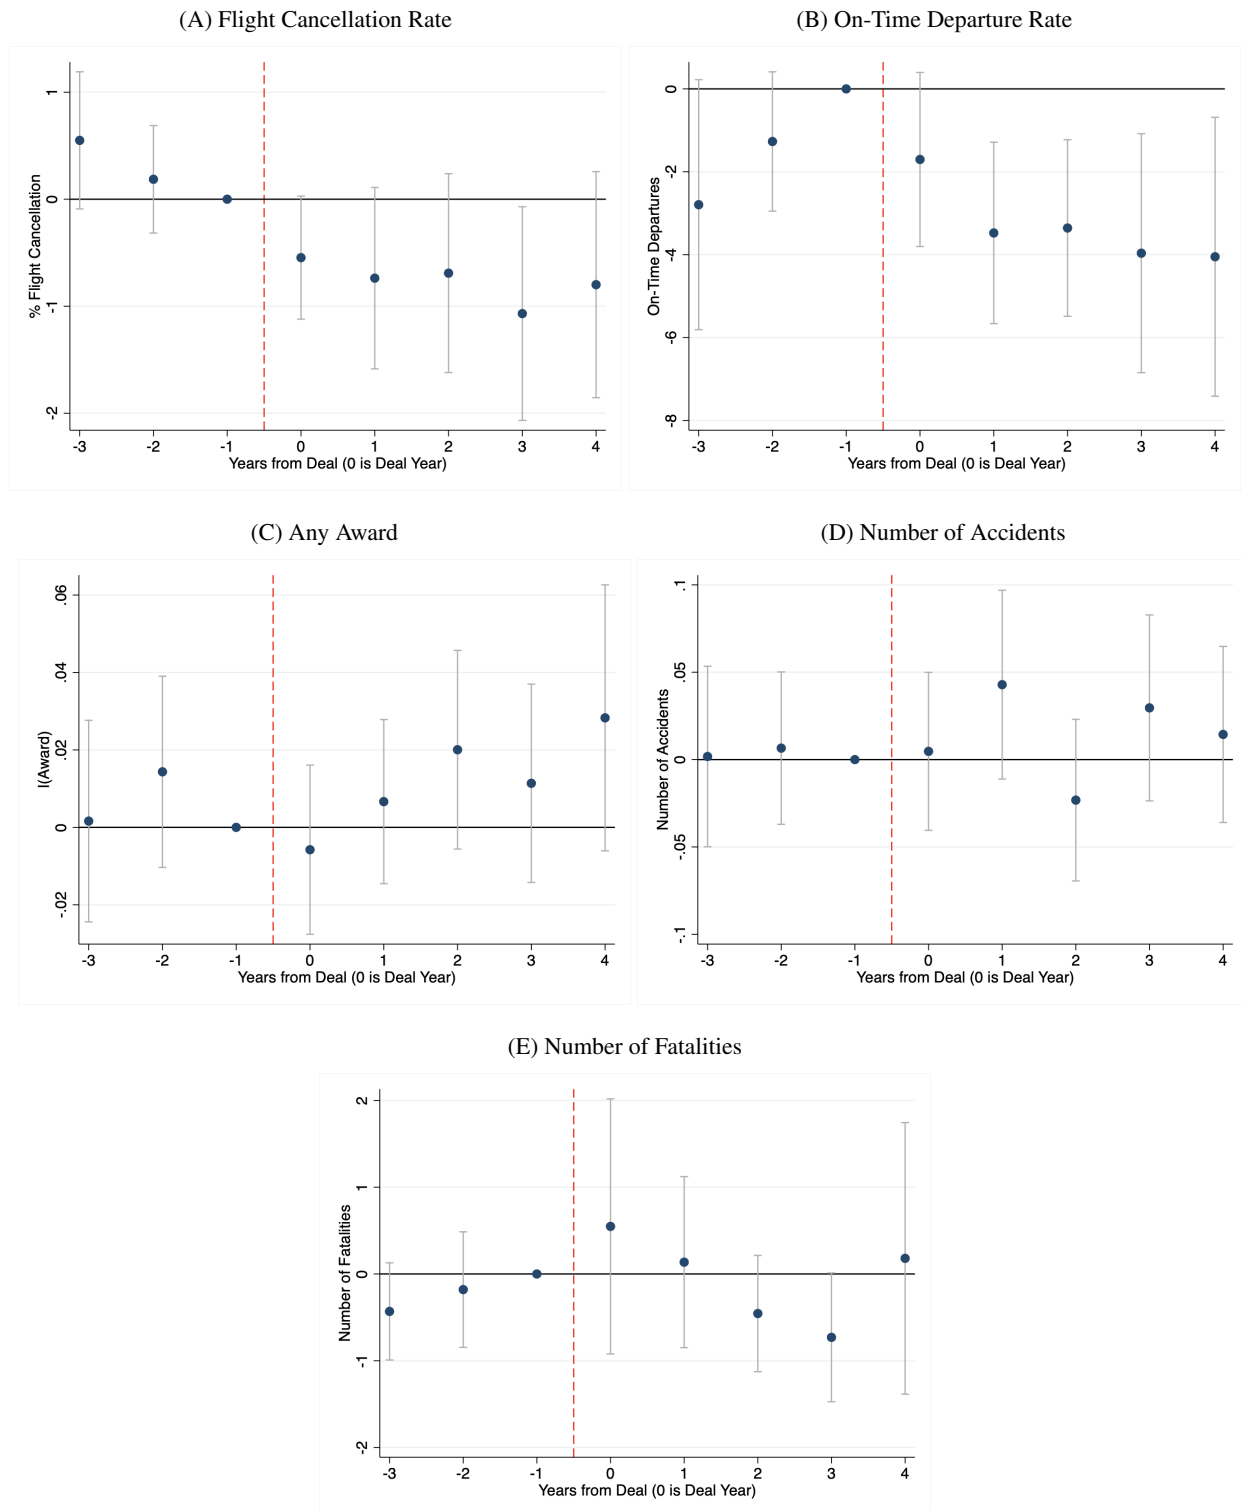 (A) Flight Cancellation Rate
% Flight Cancellation
1
0
-1
-2
-3 -2 -1 0 1 2 3 4
Years from Deal (0 is Deal Year)
(B) On-Time Departure Rate
On-Time Departures
0
-2
-4
-6
-8
-3 -2 -1 0 1 2 3 4
Years from Deal (0 is Deal Year)
(C) Any Award
I(Award)
.06
.04
.02
0
-.02
-3 -2 -1 0 1 2 3 4
Years from Deal (0 is Deal Year)
(D) Number of Accidents
Number of Accidents
.1
.05
0
-.05
-.1
-3 -2 -1 0 1 2 3 4
Years from Deal (0 is Deal Year)
(E) Number of Fatalities
Number of Fatalities
2
1
0
-1
-2
-3 -2 -1 0 1 2 3 4
Years from Deal (0 is Deal Year)